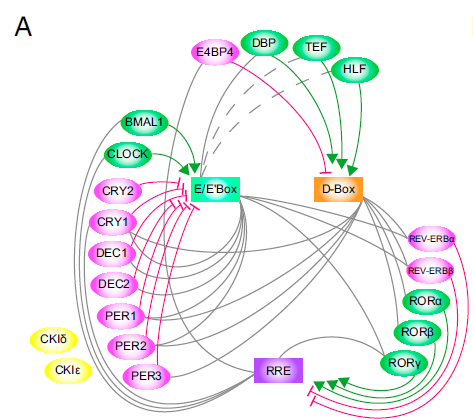 A
E4BP4
DBP
TEF
HLF
BMAL1
CLOCK
CRY2
E/E'Box
D-Box
CRY1
DEC1
REV-ERBα
DEC2
REV-ERBβ
PER1
RORα
RORβ
CKIδ
PER2
RORγ
CKIε
PER3
RRE